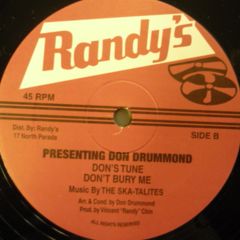 Randy's
45 RPM
PRESENTING DON DRUMMOND
Dist. By: Randy's
17 North Parade
SIDE B
DON'S TUNE
DON'T BURY ME
Music By THE SKA-TALITES
Arr. & Cond. by Don Drummond
Prod. by Vincent "Randy" Chin
ALL RIGHTS RESERVED